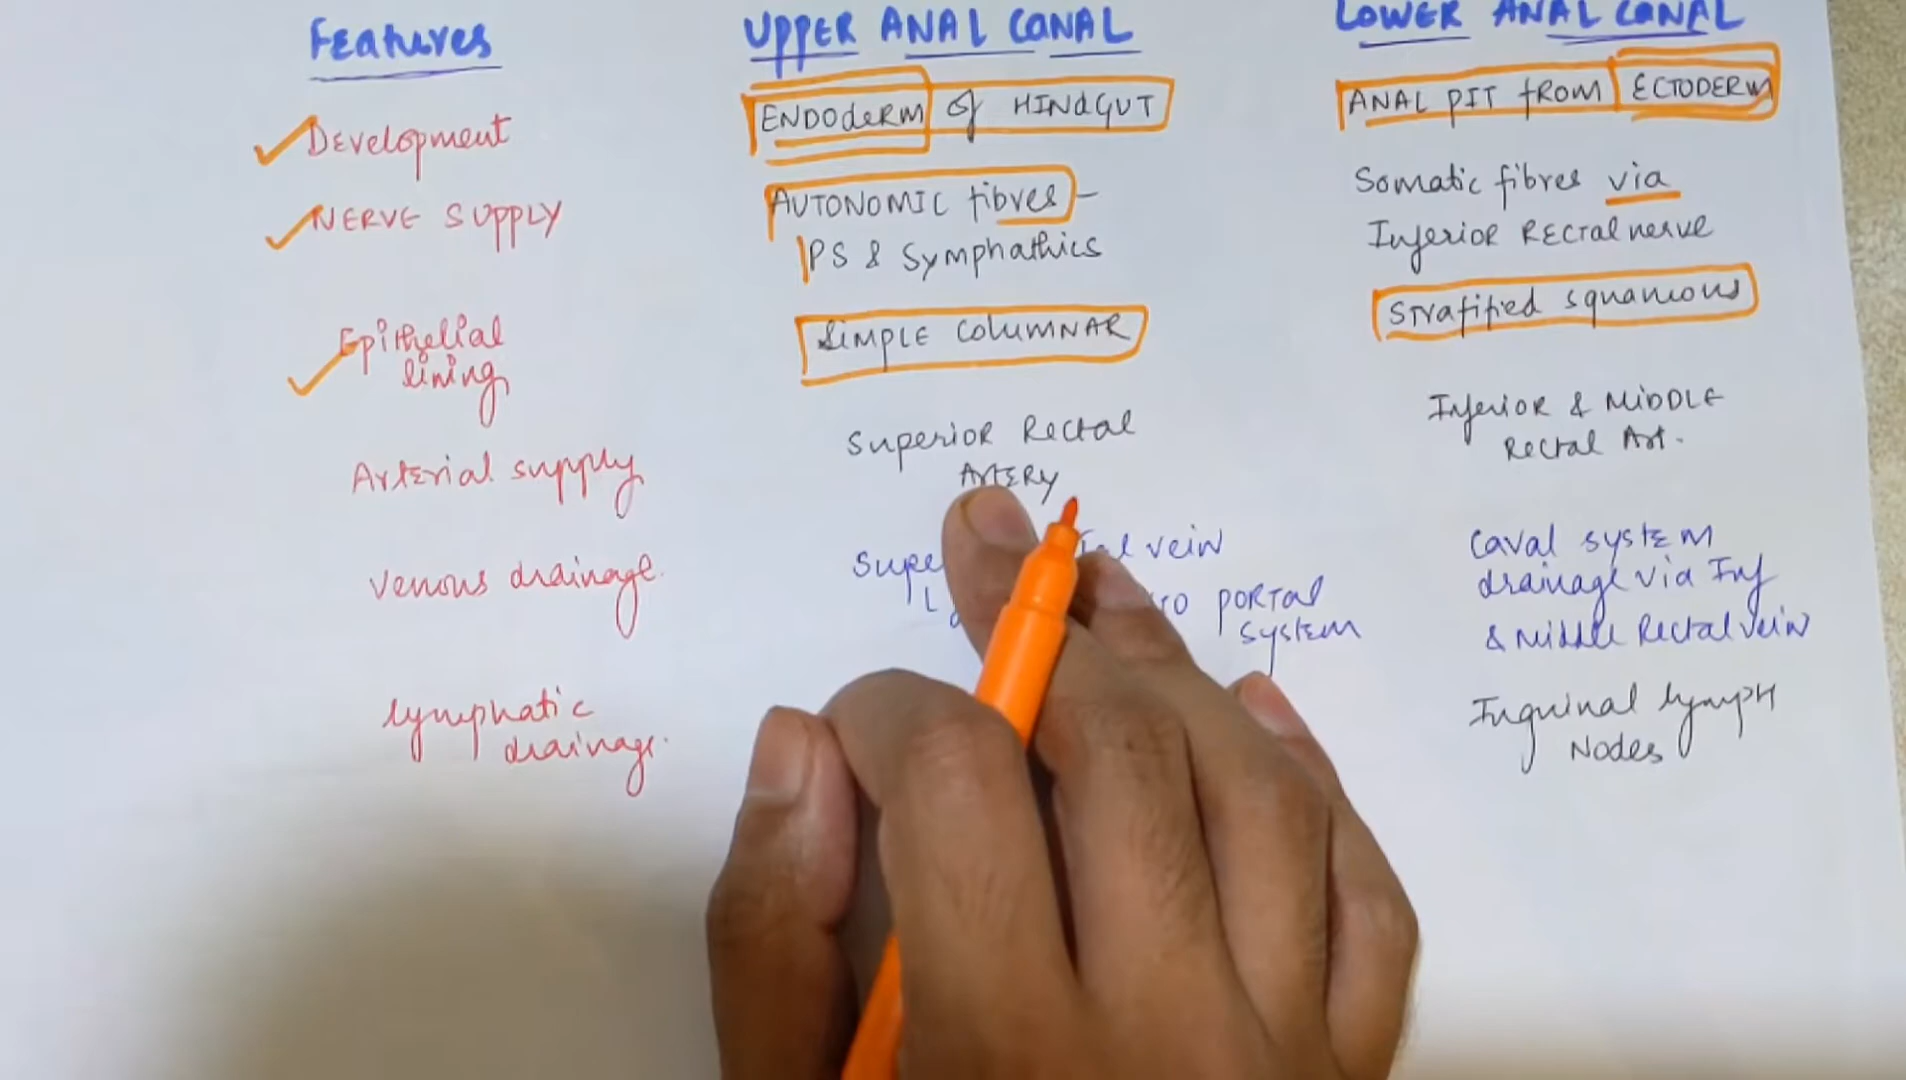 Features UPPER ANAL CANAL LOWER ANAL CANAL
Development ENDOdERM of HINdGUT ANAL PIT from ECTODERM
NERVE SUPPLY AUTONOMIC fibres - Somatic fibres via
PS & Symphathics Inferior RECTal nerve
Epithelial SIMPLE COLUMNAR Stratified squamous
lining
Arterial supply Superior Rectal Inferior & MIDDLE
ARTERY Rectal Art.
Venous drainage vein Caval system
to PORTAL drainage via Inf
system & Middle Rectal vein
lymphatic Inguinal lymph
drainage. Nodes